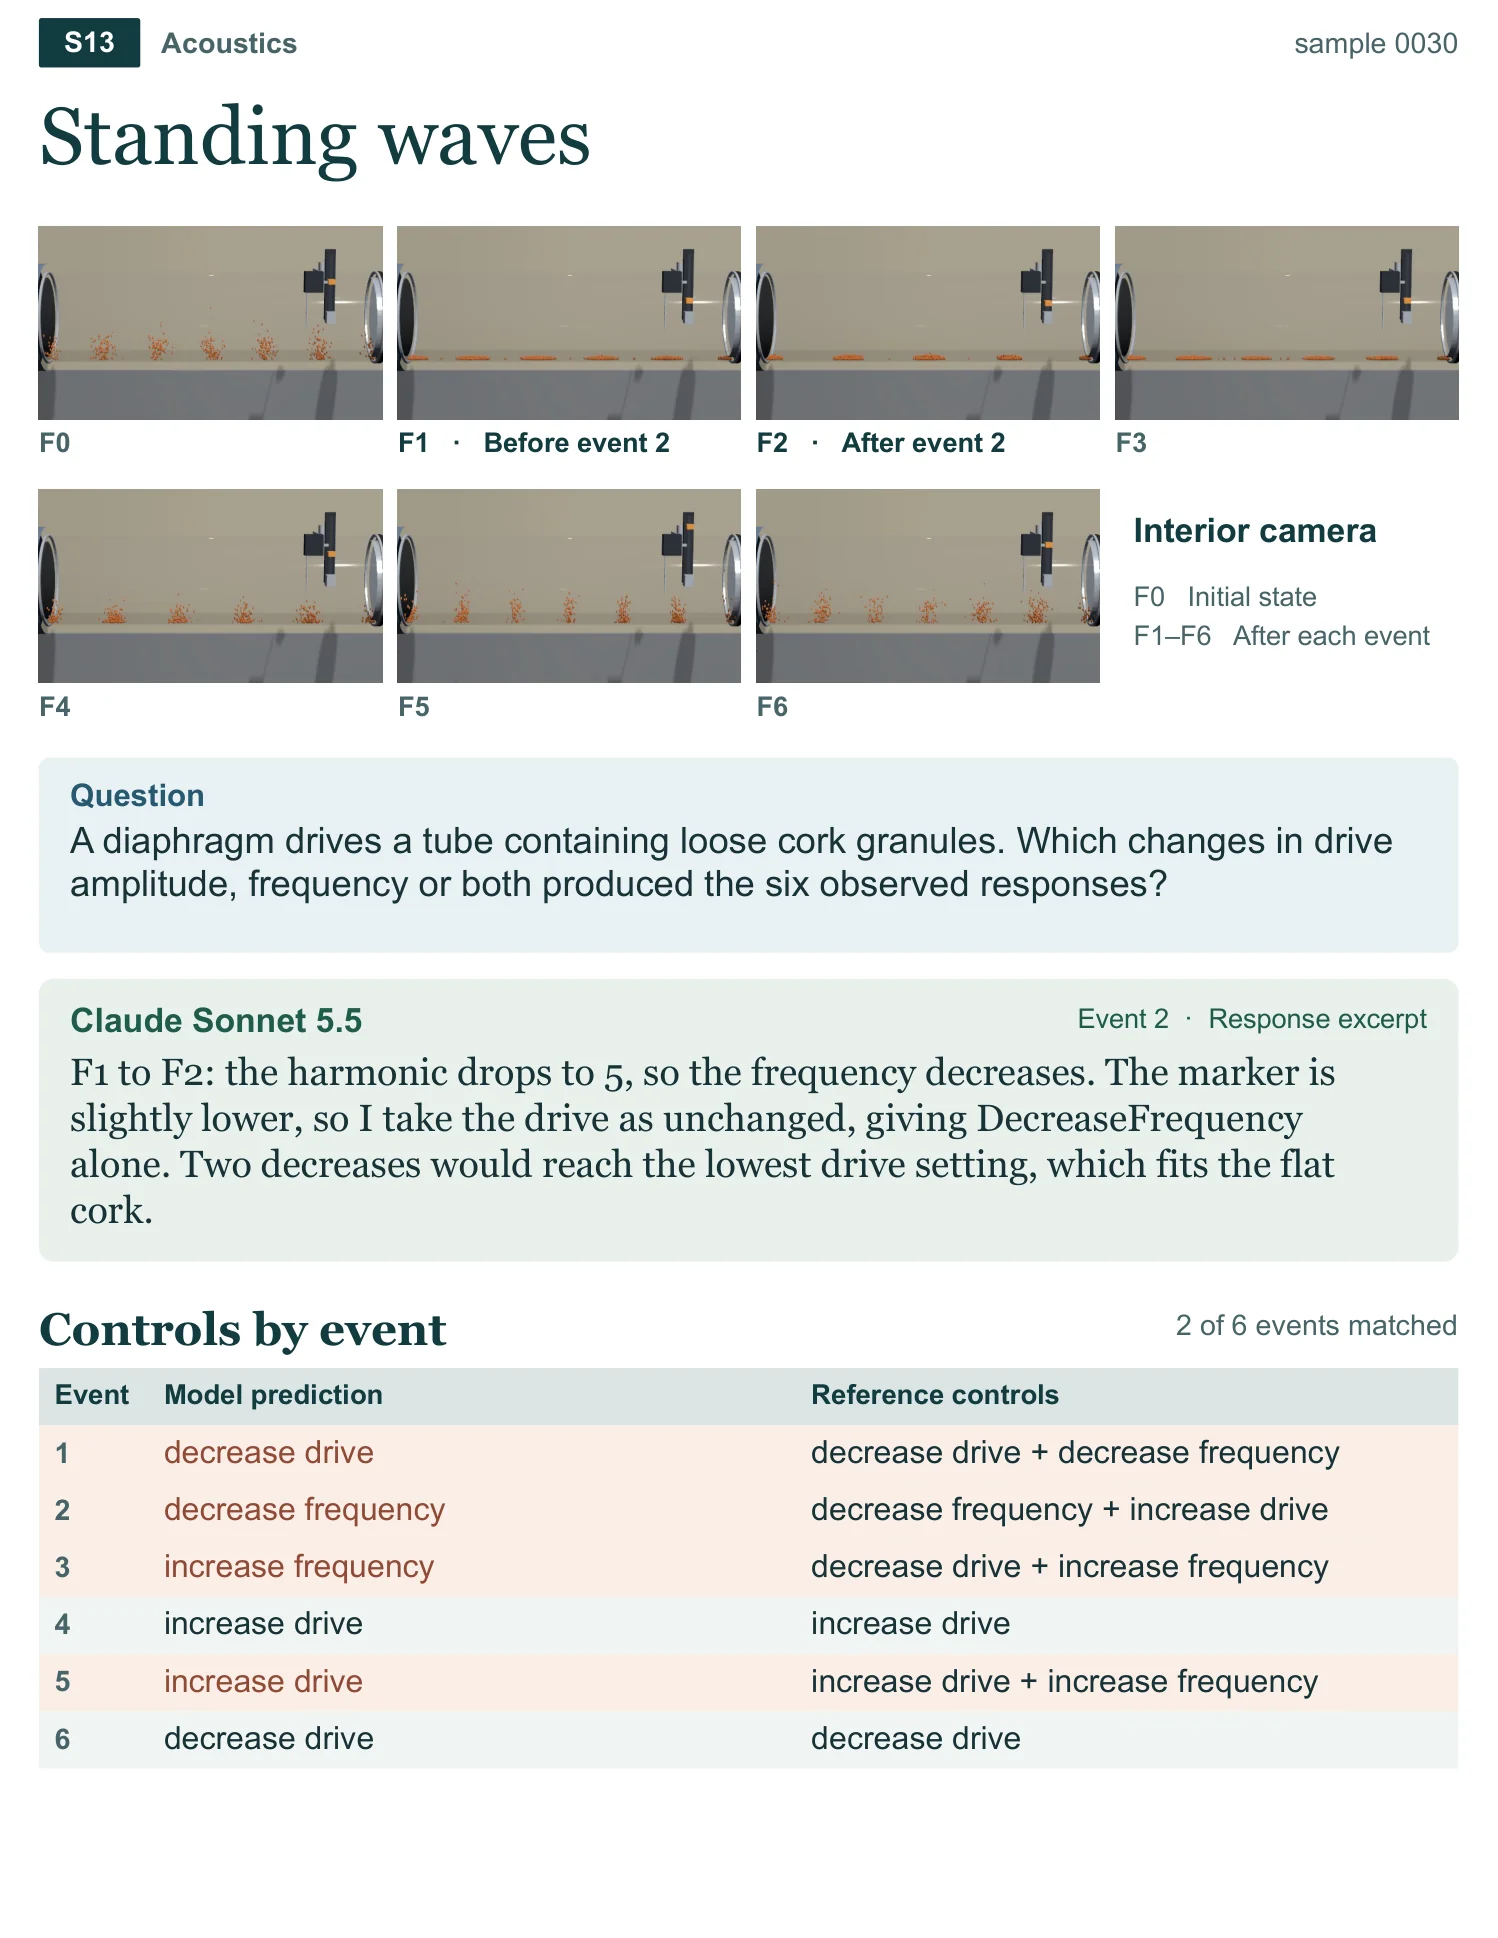 S13 Acoustics sample 0030
Standing waves
F0
F1 · Before event 2
F2 · After event 2
F3
F4
F5
F6
Interior camera
F0 Initial state
F1–F6 After each event
Question
A diaphragm drives a tube containing loose cork granules. Which changes in drive
amplitude, frequency or both produced the six observed responses?
Claude Sonnet 5.5 Event 2 · Response excerpt
F1 to F2: the harmonic drops to 5, so the frequency decreases. The marker is
slightly lower, so I take the drive as unchanged, giving DecreaseFrequency
alone. Two decreases would reach the lowest drive setting, which fits the flat
cork.
Controls by event 2 of 6 events matched
Event Model prediction Reference controls
1 decrease drive decrease drive + decrease frequency
2 decrease frequency decrease frequency + increase drive
3 increase frequency decrease drive + increase frequency
4 increase drive increase drive
5 increase drive increase drive + increase frequency
6 decrease drive decrease drive